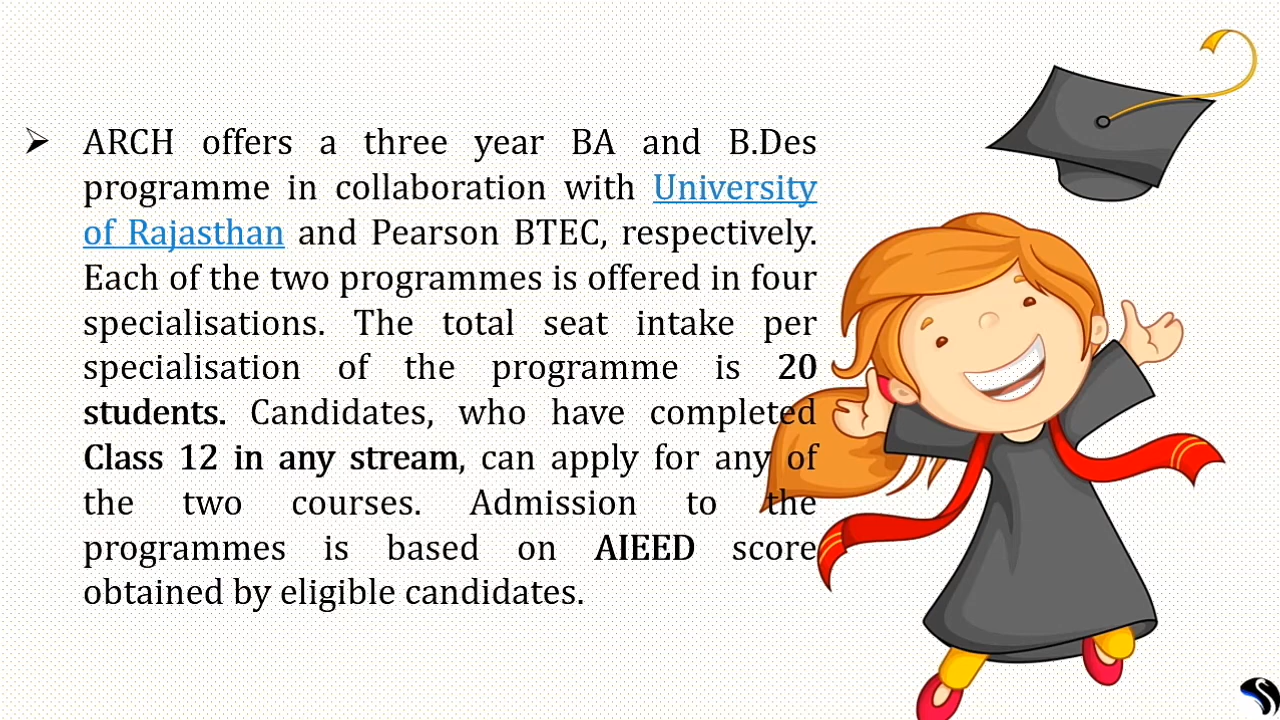 ARCH offers a three year BA and B.Des
programme in collaboration with University
of Rajasthan and Pearson BTEC, respectively.
Each of the two programmes is offered in four
specialisations. The total seat intake per
specialisation of the programme is 20
students. Candidates, who have completed
Class 12 in any stream, can apply for any of
the two courses. Admission to the
programmes is based on AIEED score
obtained by eligible candidates.